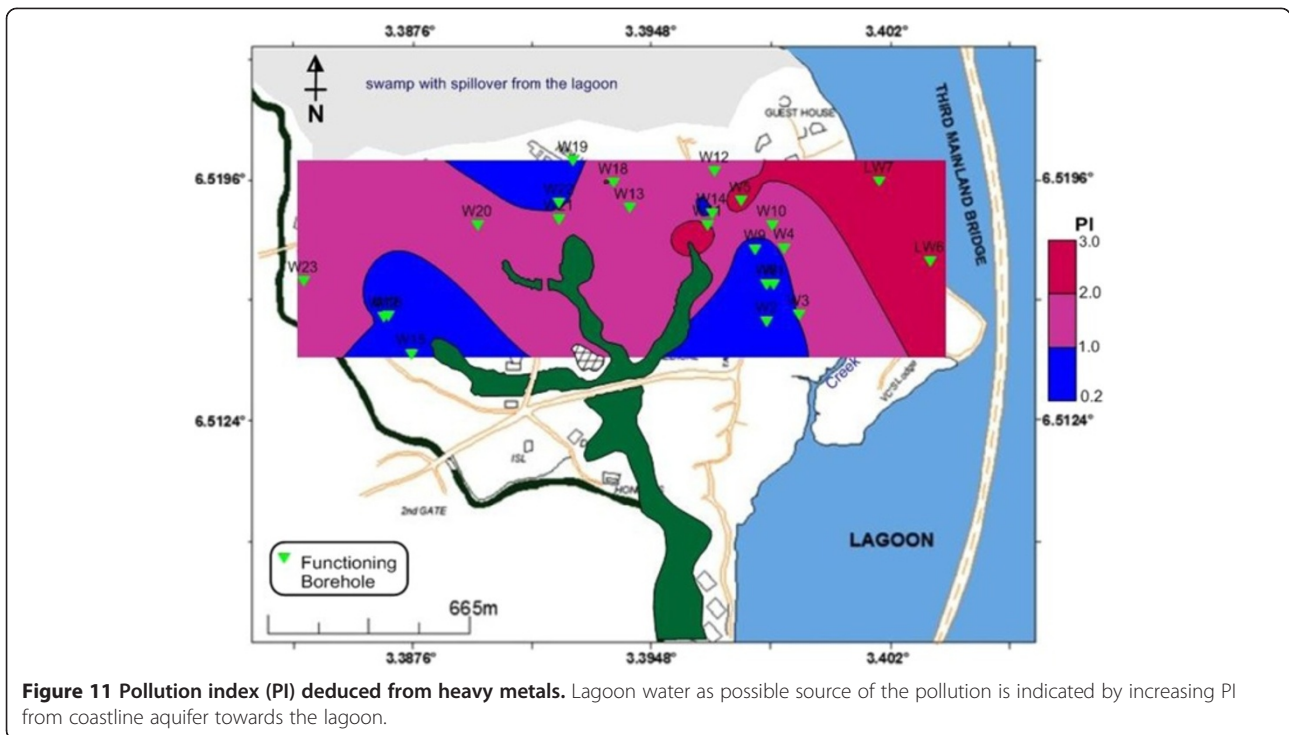 3.3876° 3.3948° 3.402°
swamp with spillover from the lagoon
N
GUEST HOUSE
THIRD MAINLAND BRIDGE
W19
W12
6.5196° W18 LW7 6.5196°
W5
W13
W14
W20 W21 W10
PI
W9 W4
3.0
LW6
2.0
W23
W3
W2
1.0
0.2
Creek
VC'S Lodge
6.5124° 6.5124°
ISL
2nd GATE
LAGOON
Functioning
Borehole
665m
3.3876° 3.3948° 3.402°
Figure 11 Pollution index (PI) deduced from heavy metals. Lagoon water as possible source of the pollution is indicated by increasing PI
from coastline aquifer towards the lagoon.